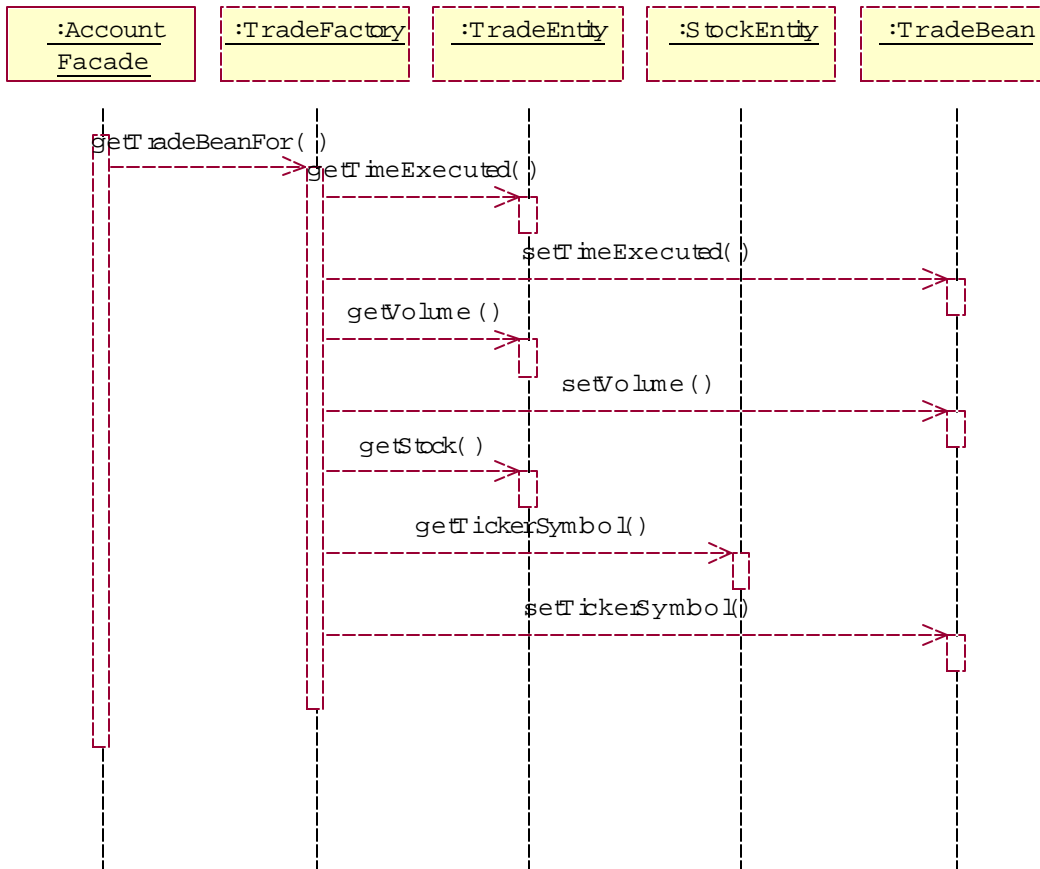 :Account
Facade
:TradeFactory
:TradeEntity
:StockEntity
:TradeBean
getTradeBeanFor( )
getTimeExecuted( )
setTimeExecuted( )
getVolume ()
setVolume ()
getStock( )
getTickerSymbol()
setTickerSymbol()